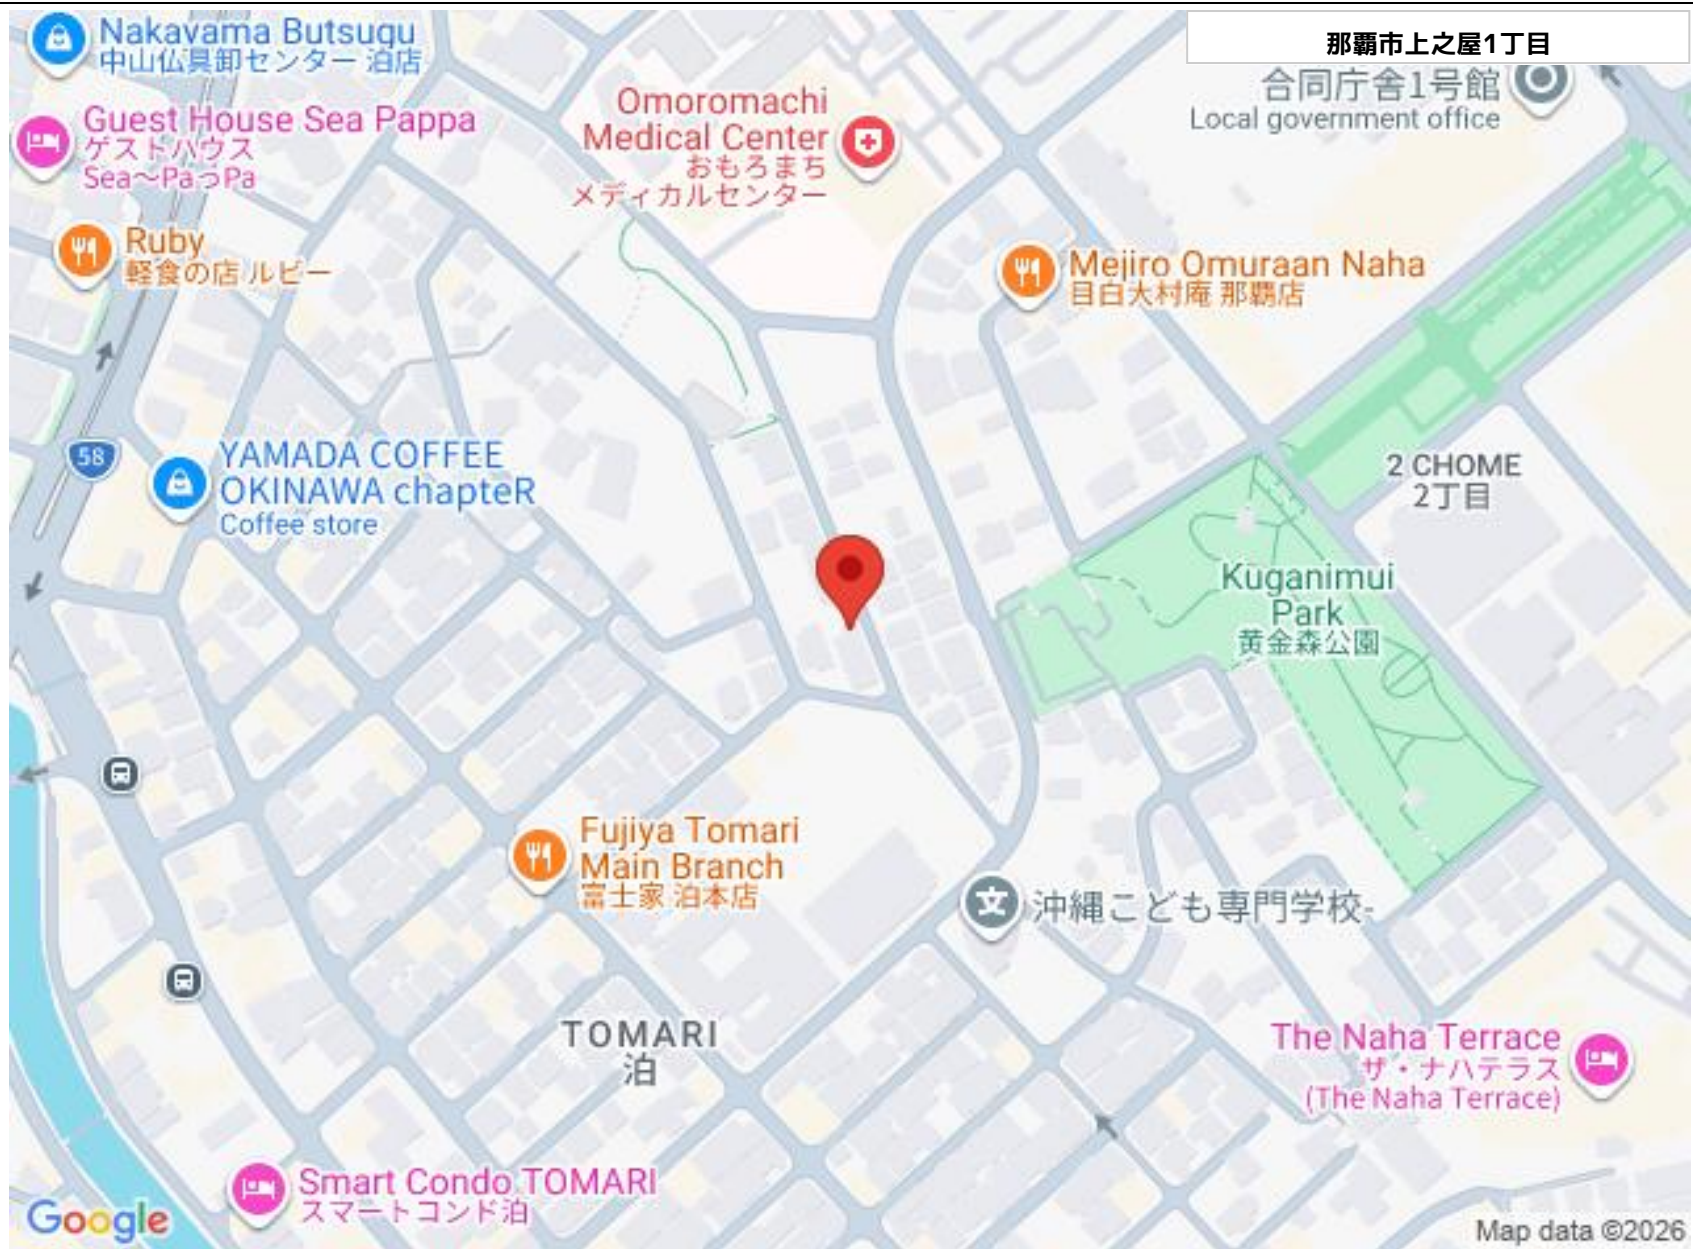 那覇市上之屋1丁目
Nakayama Butsugu
中山仏具卸センター 泊店
Guest House Sea Pappa
ゲストハウス
Sea〜PaっPa
Omoromachi
Medical Center
おもろまち
メディカルセンター
合同庁舎1号館
Local government office
Ruby
軽食の店 ルビー
Mejiro Omuraan Naha
目白大村庵 那覇店
58
YAMADA COFFEE
OKINAWA chapteR
Coffee store
2 CHOME
2丁目
Kuganimui
Park
黄金森公園
Fujiya Tomari
Main Branch
富士家 泊本店
文
沖縄こども専門学校-
TOMARI
泊
The Naha Terrace
ザ・ナハテラス
(The Naha Terrace)
Smart Condo TOMARI
スマートコンド泊
Google
Map data ©2026